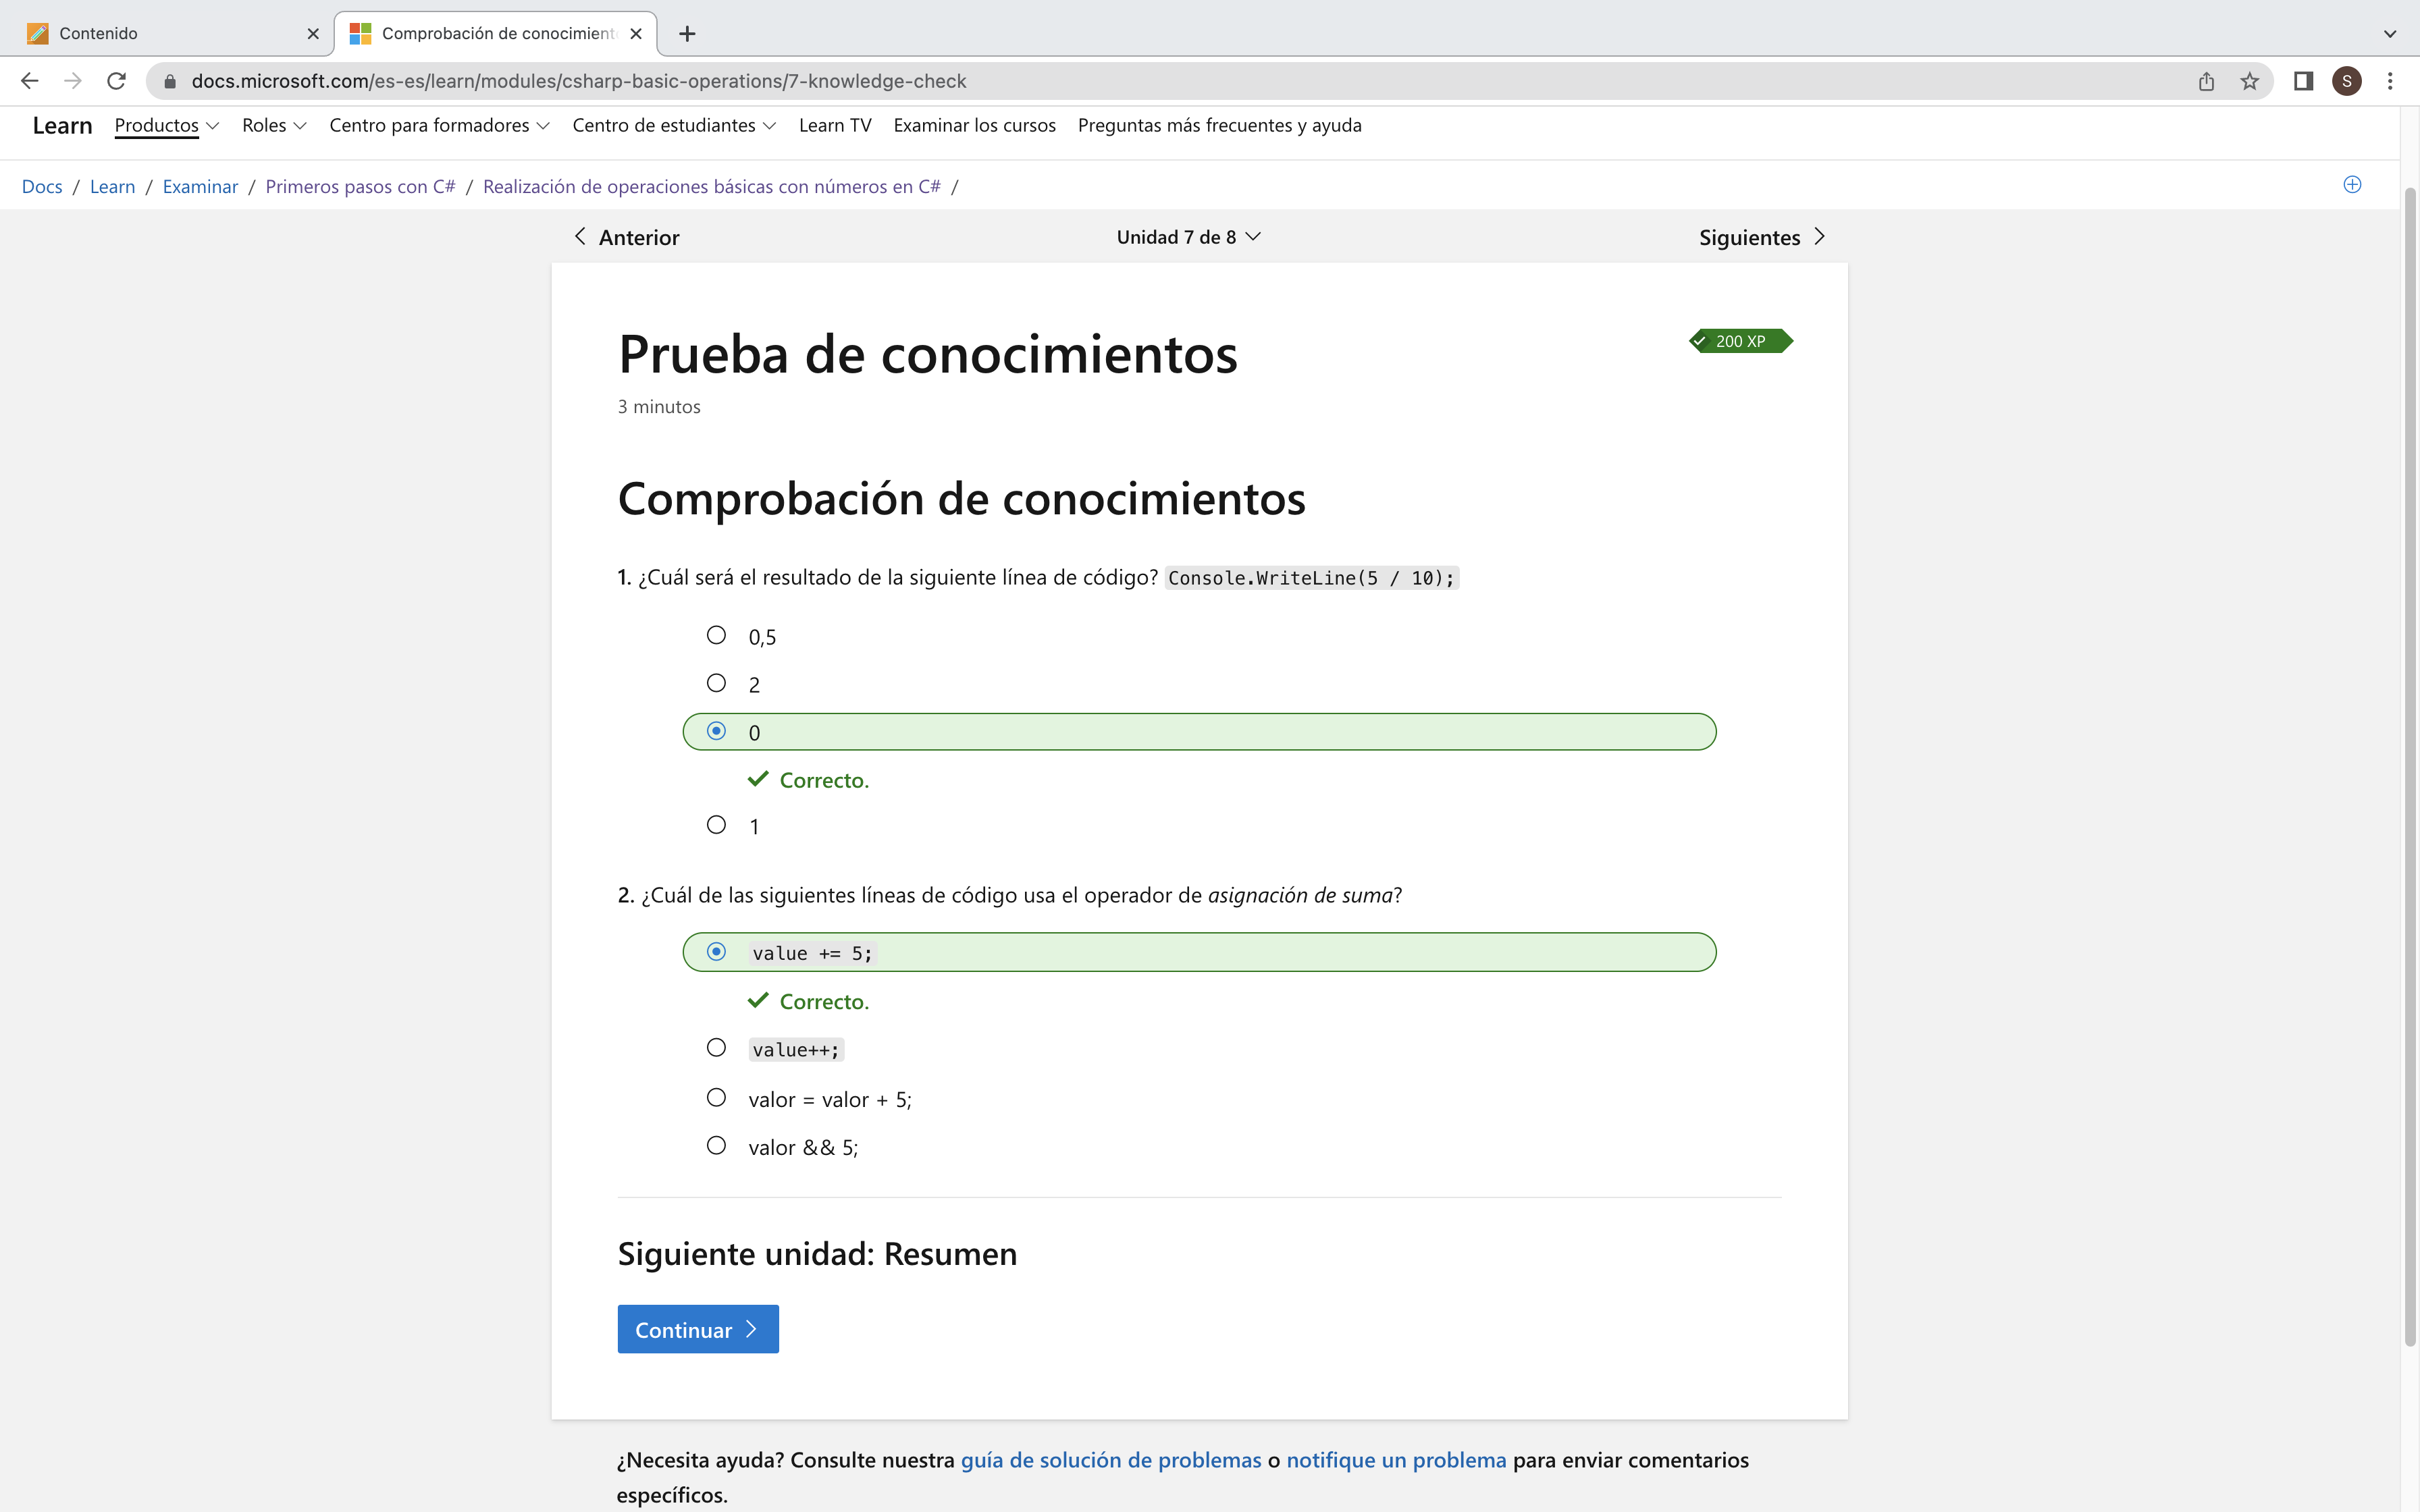 Contenido
Comprobación de conocimient
docs.microsoft.com/es-es/learn/modules/csharp-basic-operations/7-knowledge-check
S
Learn Productos Roles Centro para formadores Centro de estudiantes Learn TV Examinar los cursos Preguntas más frecuentes y ayuda
Docs / Learn / Examinar / Primeros pasos con C# / Realización de operaciones básicas con números en C# /
Anterior Unidad 7 de 8 Siguientes
Prueba de conocimientos
200 XP
3 minutos
Comprobación de conocimientos
1. ¿Cuál será el resultado de la siguiente línea de código? Console.WriteLine(5 / 10);
0,5
2
0
Correcto.
1
2. ¿Cuál de las siguientes líneas de código usa el operador de asignación de suma?
value += 5;
Correcto.
value++;
valor = valor + 5;
valor && 5;
Siguiente unidad: Resumen
Continuar
¿Necesita ayuda? Consulte nuestra guía de solución de problemas o notifique un problema para enviar comentarios
específicos.